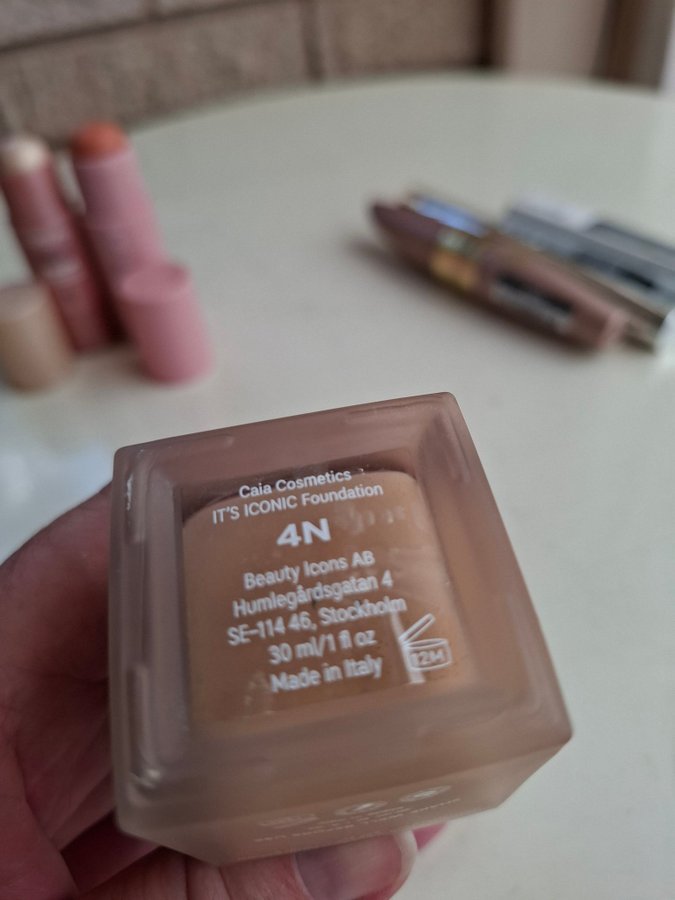 Caia Cosmetics
IT'S ICONIC Foundation
4N
Beauty Icons AB
Humlegårdsgatan 4
SE-114 46, Stockholm
30 ml/1 fl oz
Made in Italy
12M